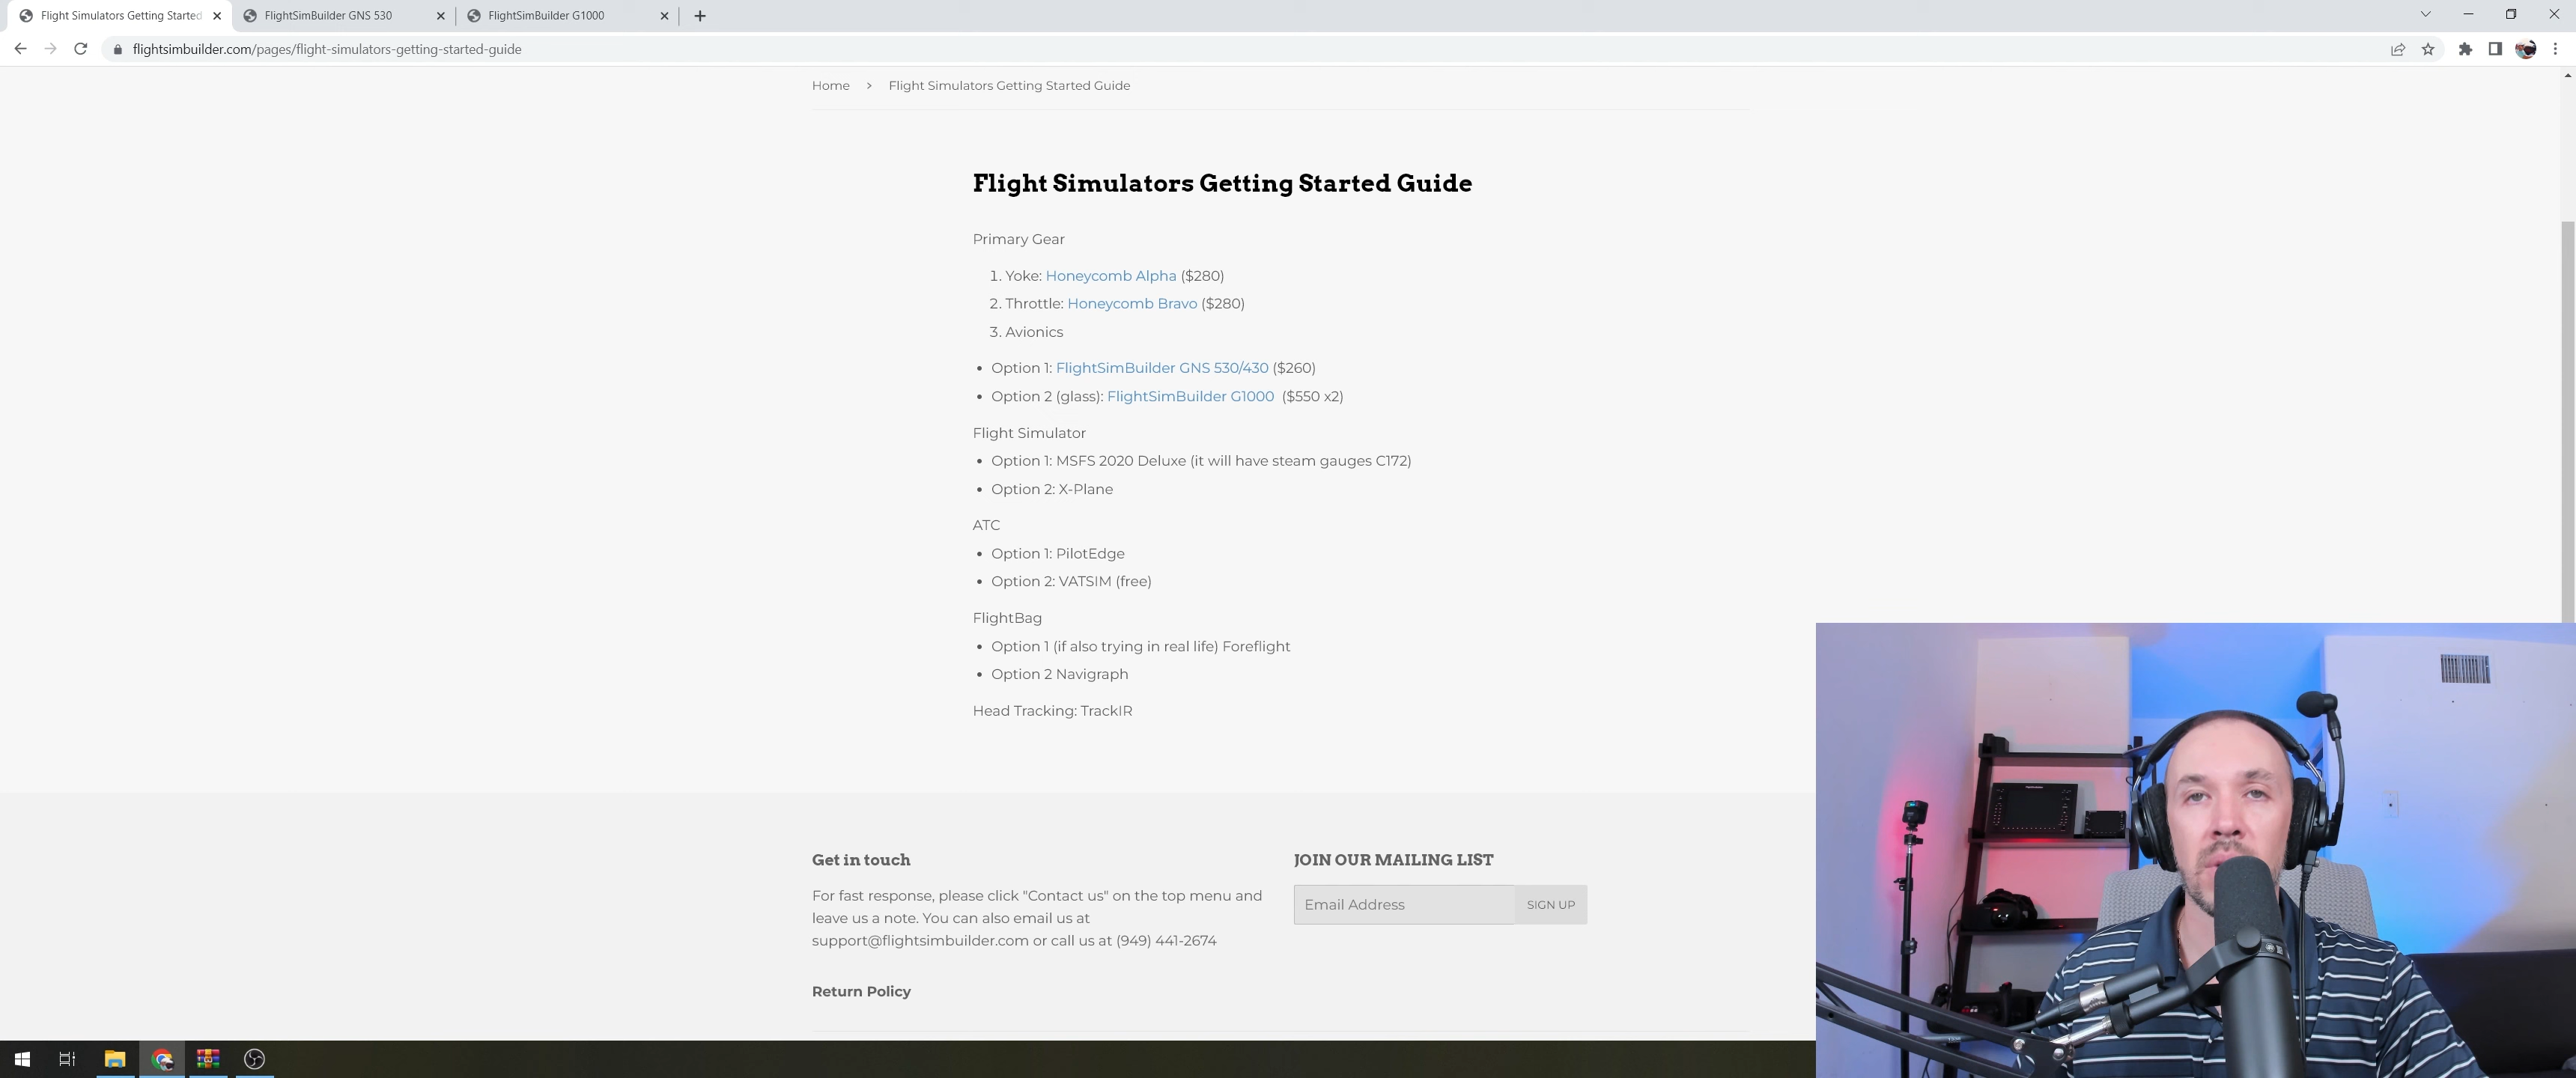 Flight Simulators Getting Started
FlightSimBuilder GNS 530
FlightSimBuilder G1000
flightsimbuilder.com/pages/flight-simulators-getting-started-guide
Home > Flight Simulators Getting Started Guide
Flight Simulators Getting Started Guide
Primary Gear
1. Yoke: Honeycomb Alpha ($280)
2. Throttle: Honeycomb Bravo ($280)
3. Avionics
• Option 1: FlightSimBuilder GNS 530/430 ($260)
• Option 2 (glass): FlightSimBuilder G1000 ($550 x2)
Flight Simulator
• Option 1: MSFS 2020 Deluxe (it will have steam gauges C172)
• Option 2: X-Plane
ATC
• Option 1: PilotEdge
• Option 2: VATSIM (free)
FlightBag
• Option 1 (if also trying in real life) Foreflight
• Option 2 Navigraph
Head Tracking: TrackIR
Get in touch
For fast response, please click "Contact us" on the top menu and
leave us a note. You can also email us at
support@flightsimbuilder.com or call us at (949) 441-2674
Return Policy
JOIN OUR MAILING LIST
Email Address
SIGN UP